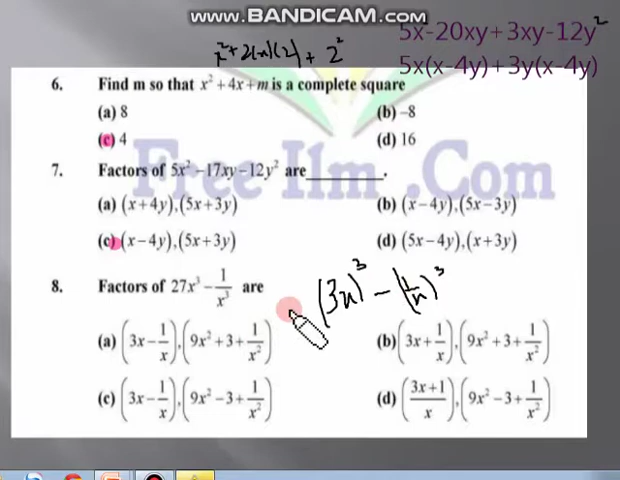 WWW.BANDICAM.COM
5x-20xy+3xy-12y²
5x(x-4y)+3y(x-4y)
x²+2(x)(2)+2²
6. Find m so that x² + 4x + m is a complete square
(a) 8 (b) -8
(c) 4 (d) 16
7. Factors of 5x² - 17xy - 12y² are________.
(a) (x+4y),(5x+3y) (b) (x-4y),(5x-3y)
(c) (x-4y),(5x+3y) (d) (5x-4y),(x+3y)
8. Factors of 27x³ - 1/x³ are
(3x)³ - (1/x)³
(a) (3x - 1/x),(9x² + 3 + 1/x²) (b) (3x + 1/x),(9x² + 3 + 1/x²)
(c) (3x - 1/x),(9x² - 3 + 1/x²) (d) ((3x+1)/x),(9x² - 3 + 1/x²)
Free Ilm .Com